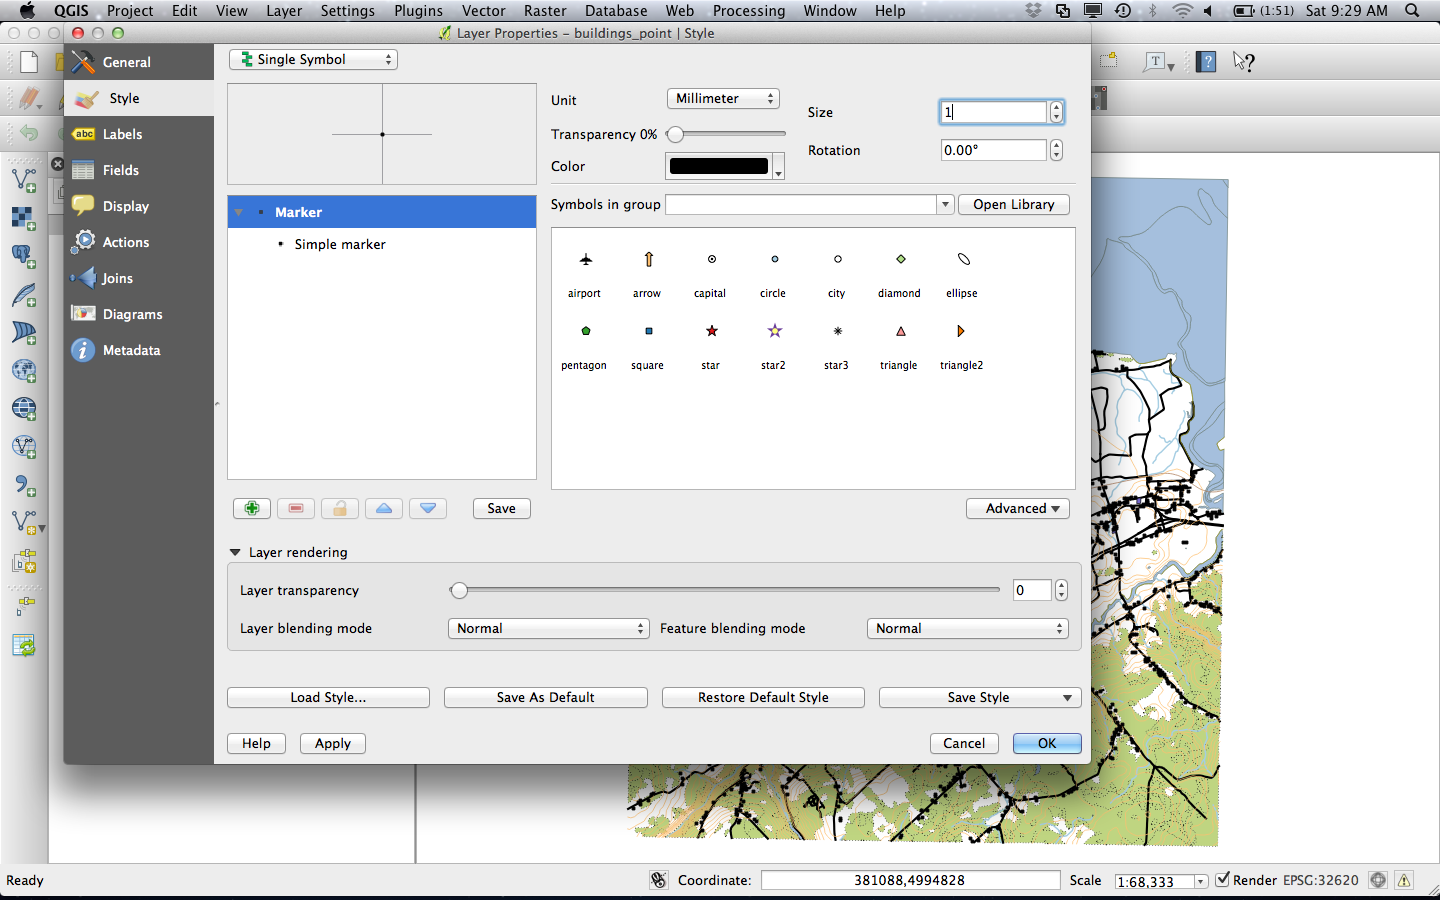 QGIS Project Edit View Layer Settings Plugins Vector Raster Database Web Processing Window Help (1:51) Sat 9:29 AM
Layer Properties - buildings_point | Style
General
Style
abc Labels
Fields
Display
Actions
Joins
Diagrams
i Metadata
Single Symbol
Unit Millimeter Size 1
Transparency 0%
Color Rotation 0.00°
Marker
Simple marker
Symbols in group Open Library
airport arrow capital circle city diamond ellipse
pentagon square star star2 star3 triangle triangle2
Save Advanced
Layer rendering
Layer transparency 0
Layer blending mode Normal Feature blending mode Normal
Load Style... Save As Default Restore Default Style Save Style
Help Apply Cancel OK
T ? ?
Ready Coordinate: 381088,4994828 Scale 1:68,333 Render EPSG:32620